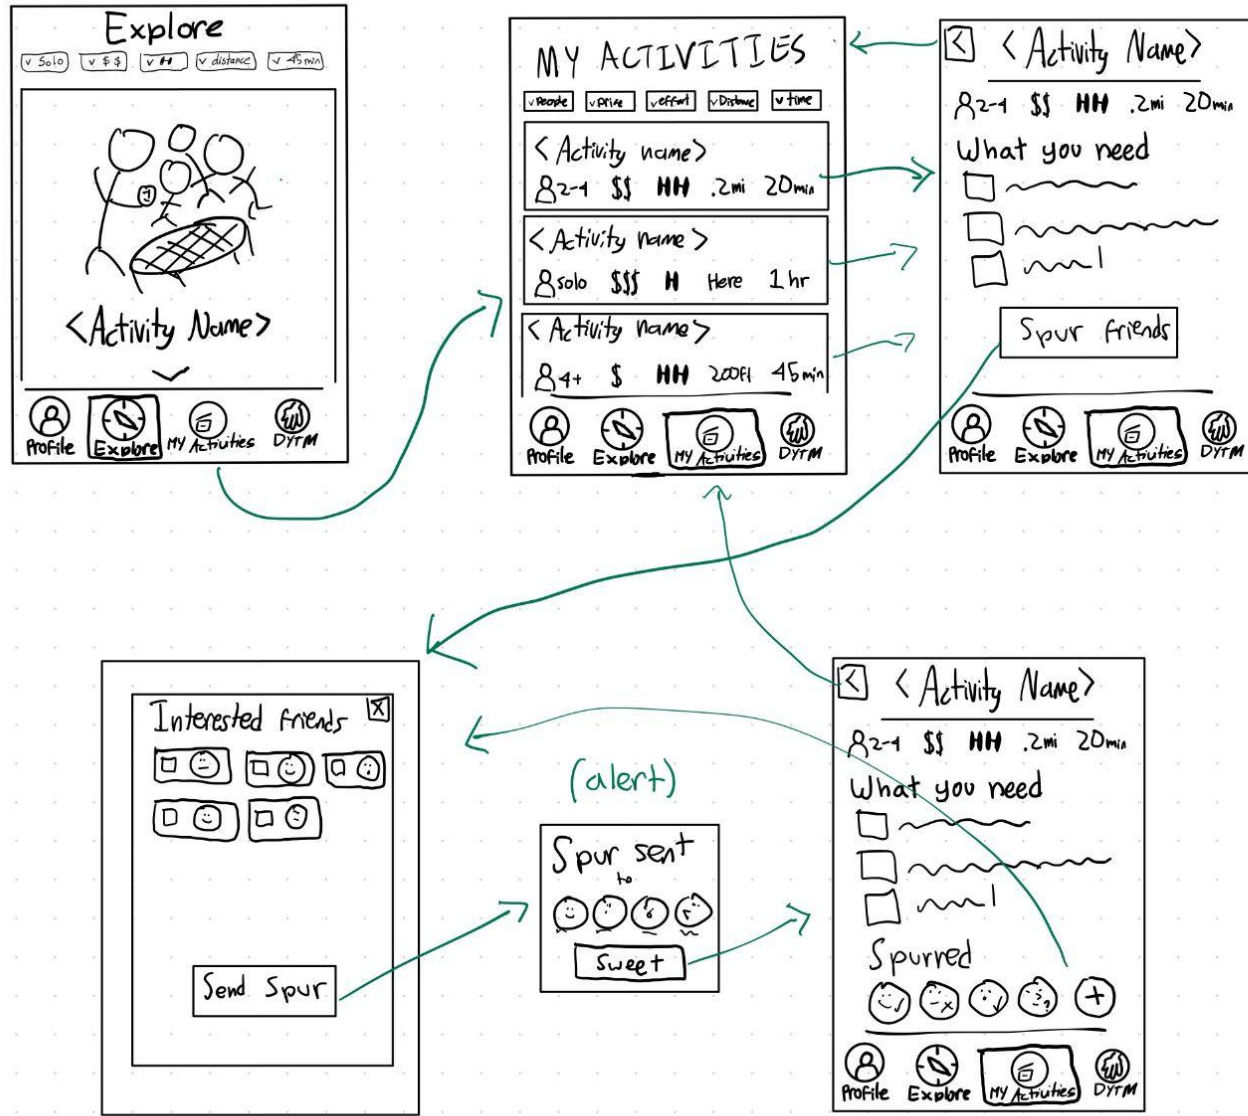 Explore
v Solo v $$ v H v distance v 45min
<Activity Name>
Profile Explore MY Activities DYTM
MY ACTIVITIES
v People v price v effort v Distance v time
<Activity name>
2-4 $$ HH .2mi 20min
<Activity name>
solo $$$ H Here 1hr
<Activity name>
4+ $ HH 200ft 45min
Profile Explore MY Activities DYTM
< <Activity Name>
2-4 $$ HH .2mi 20min
What you need
Spur friends
Profile Explore MY Activities DYTM
Interested friends X
Send Spur
(alert)
Spur sent
to
Sweet
< <Activity Name>
2-4 $$ HH .2mi 20min
What you need
Spurred
+
Profile Explore MY Activities DYTM